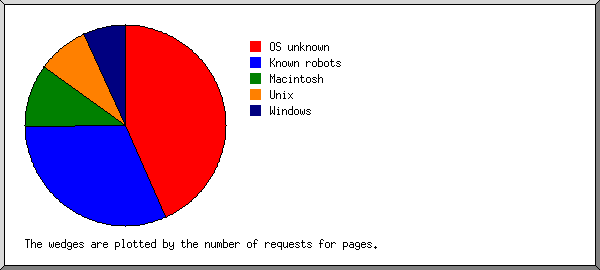 OS unknown
Known robots
Macintosh
Unix
Windows
The wedges are plotted by the number of requests for pages.